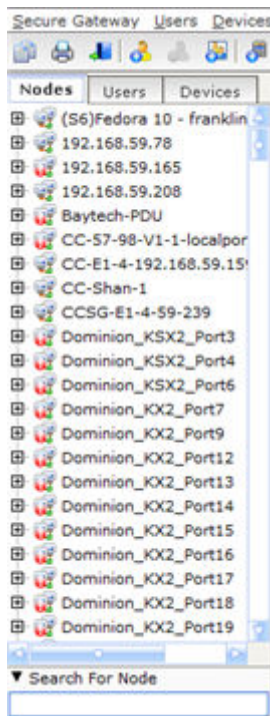 Secure Gateway Users Devices
Nodes Users Devices
(S6)Fedora 10 - franklin
192.168.59.78
192.168.59.165
192.168.59.208
Baytech-PDU
CC-57-98-V1-1-localpor
CC-E1-4-192.168.59.15
CC-Shan-1
CCSG-E1-4-59-239
Dominion_KSX2_Port3
Dominion_KSX2_Port4
Dominion_KSX2_Port6
Dominion_KX2_Port7
Dominion_KX2_Port9
Dominion_KX2_Port12
Dominion_KX2_Port13
Dominion_KX2_Port14
Dominion_KX2_Port15
Dominion_KX2_Port16
Dominion_KX2_Port17
Dominion_KX2_Port18
Dominion_KX2_Port19
Search For Node